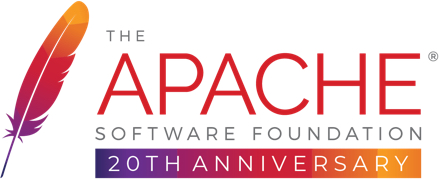 THE
APACHE®
SOFTWARE FOUNDATION
20TH ANNIVERSARY